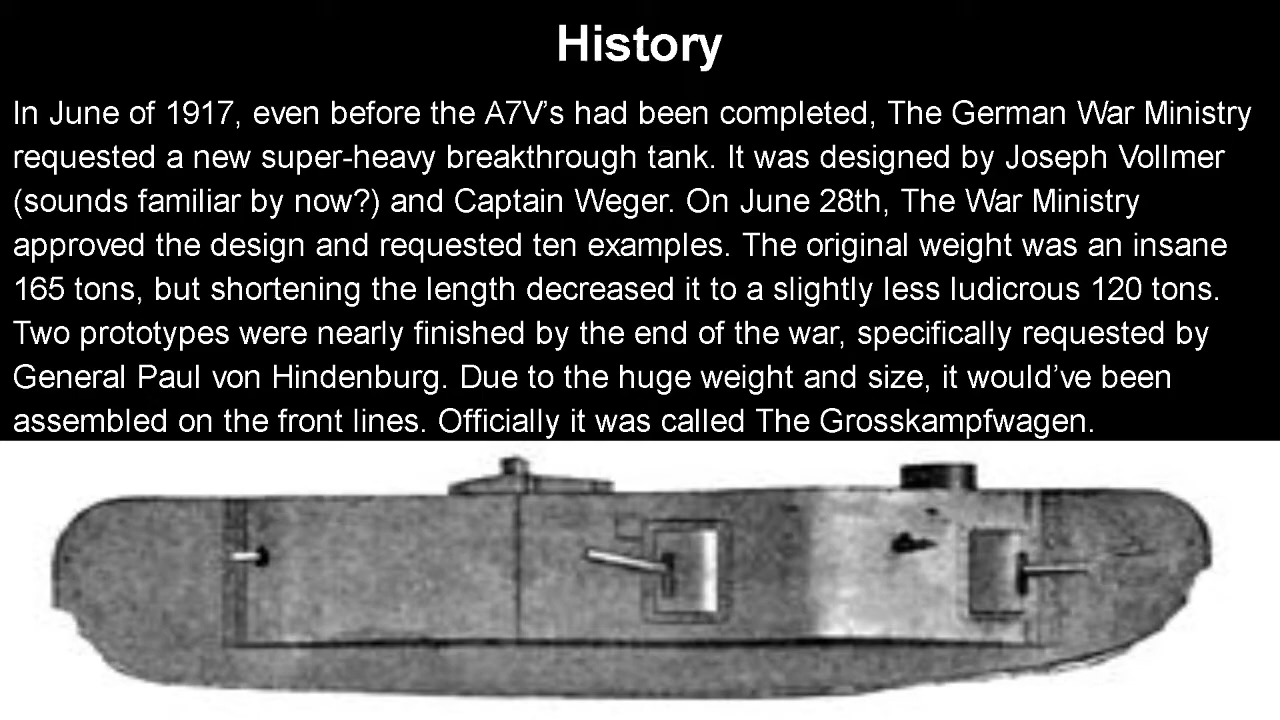 History
In June of 1917, even before the A7V's had been completed, The German War Ministry
requested a new super-heavy breakthrough tank. It was designed by Joseph Vollmer
(sounds familiar by now?) and Captain Weger. On June 28th, The War Ministry
approved the design and requested ten examples. The original weight was an insane
165 tons, but shortening the length decreased it to a slightly less ludicrous 120 tons.
Two prototypes were nearly finished by the end of the war, specifically requested by
General Paul von Hindenburg. Due to the huge weight and size, it would've been
assembled on the front lines. Officially it was called The Grosskampfwagen.